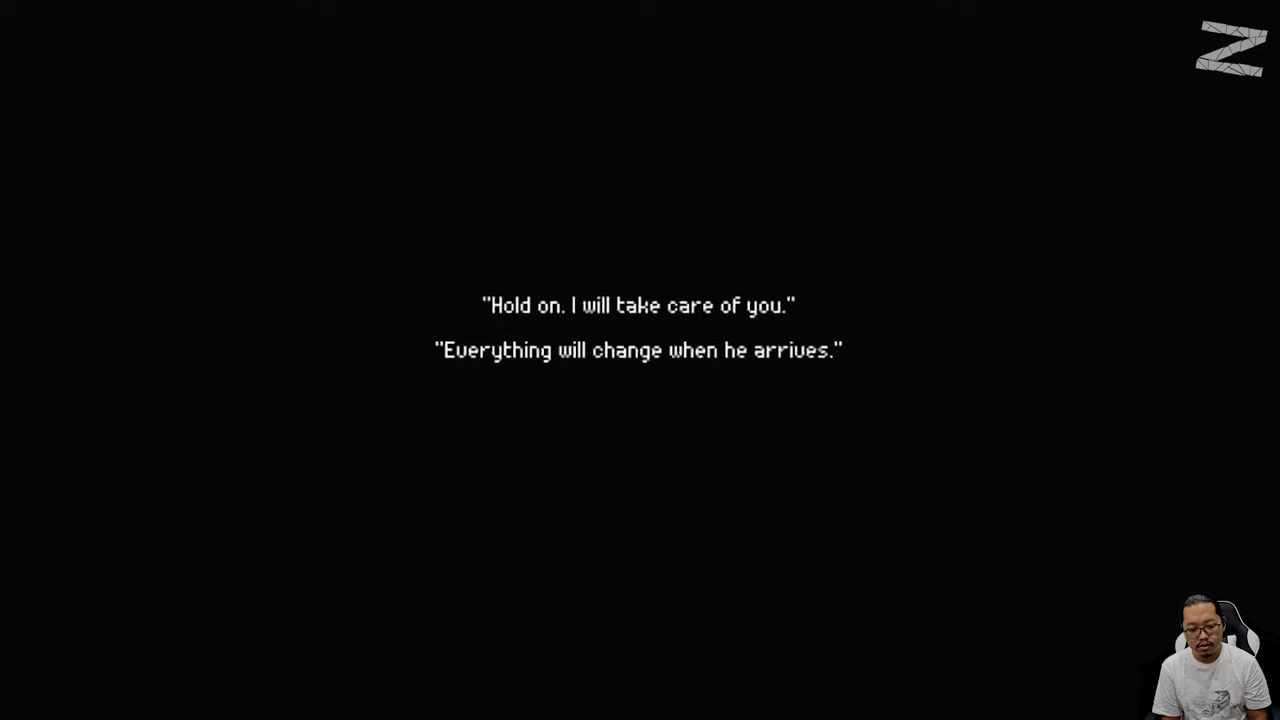 "Hold on. I will take care of you."
"Everything will change when he arrives."